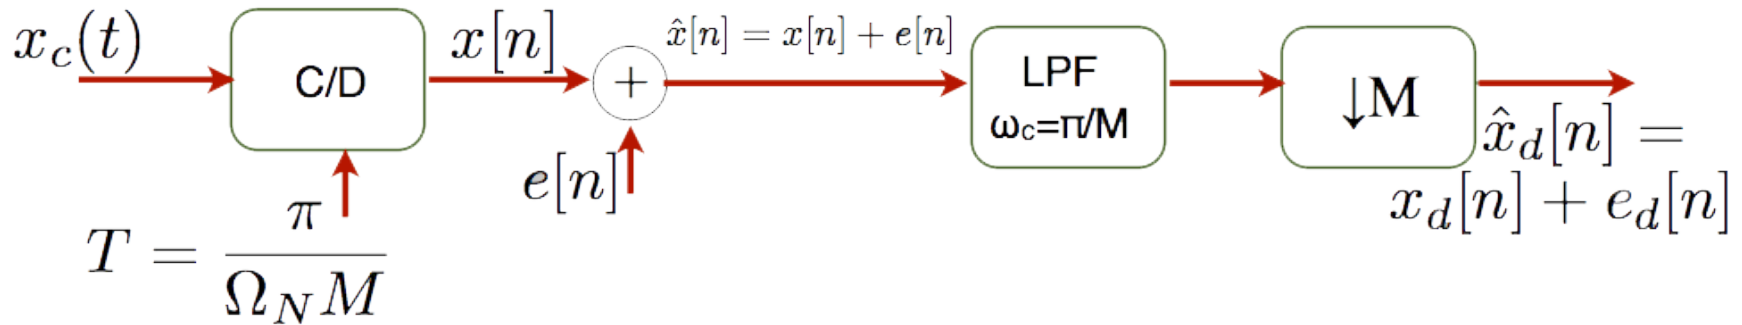 x_c(t)
C/D
x[n]
+
x̂[n] = x[n] + e[n]
LPF
ω_c=π/M
↓M
x̂_d[n] =
x_d[n] + e_d[n]
e[n]
T = π / (Ω_N M)